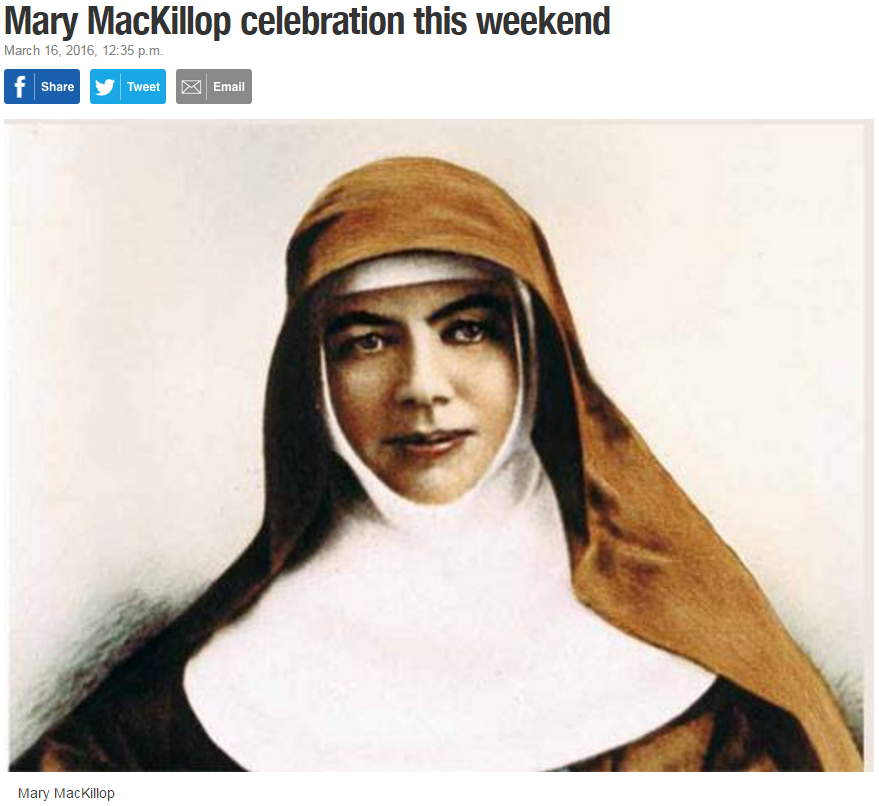 Mary MacKillop celebration this weekend
March 16, 2016, 12:35 p.m.
Share Tweet Email
Mary MacKillop